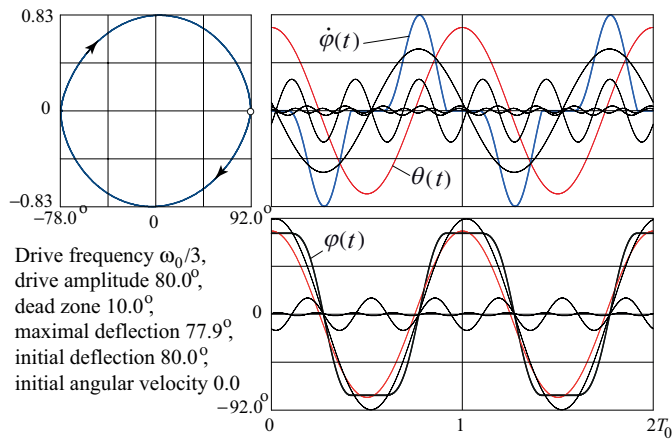 0.83
0
−0.83
−78.0°
0
92.0°
φ̇(t)
θ(t)
Drive frequency ω₀/3,
drive amplitude 80.0°,
dead zone 10.0°,
maximal deflection 77.9°,
initial deflection 80.0°,
initial angular velocity 0.0
φ(t)
0
−92.0°
0
1
2T₀